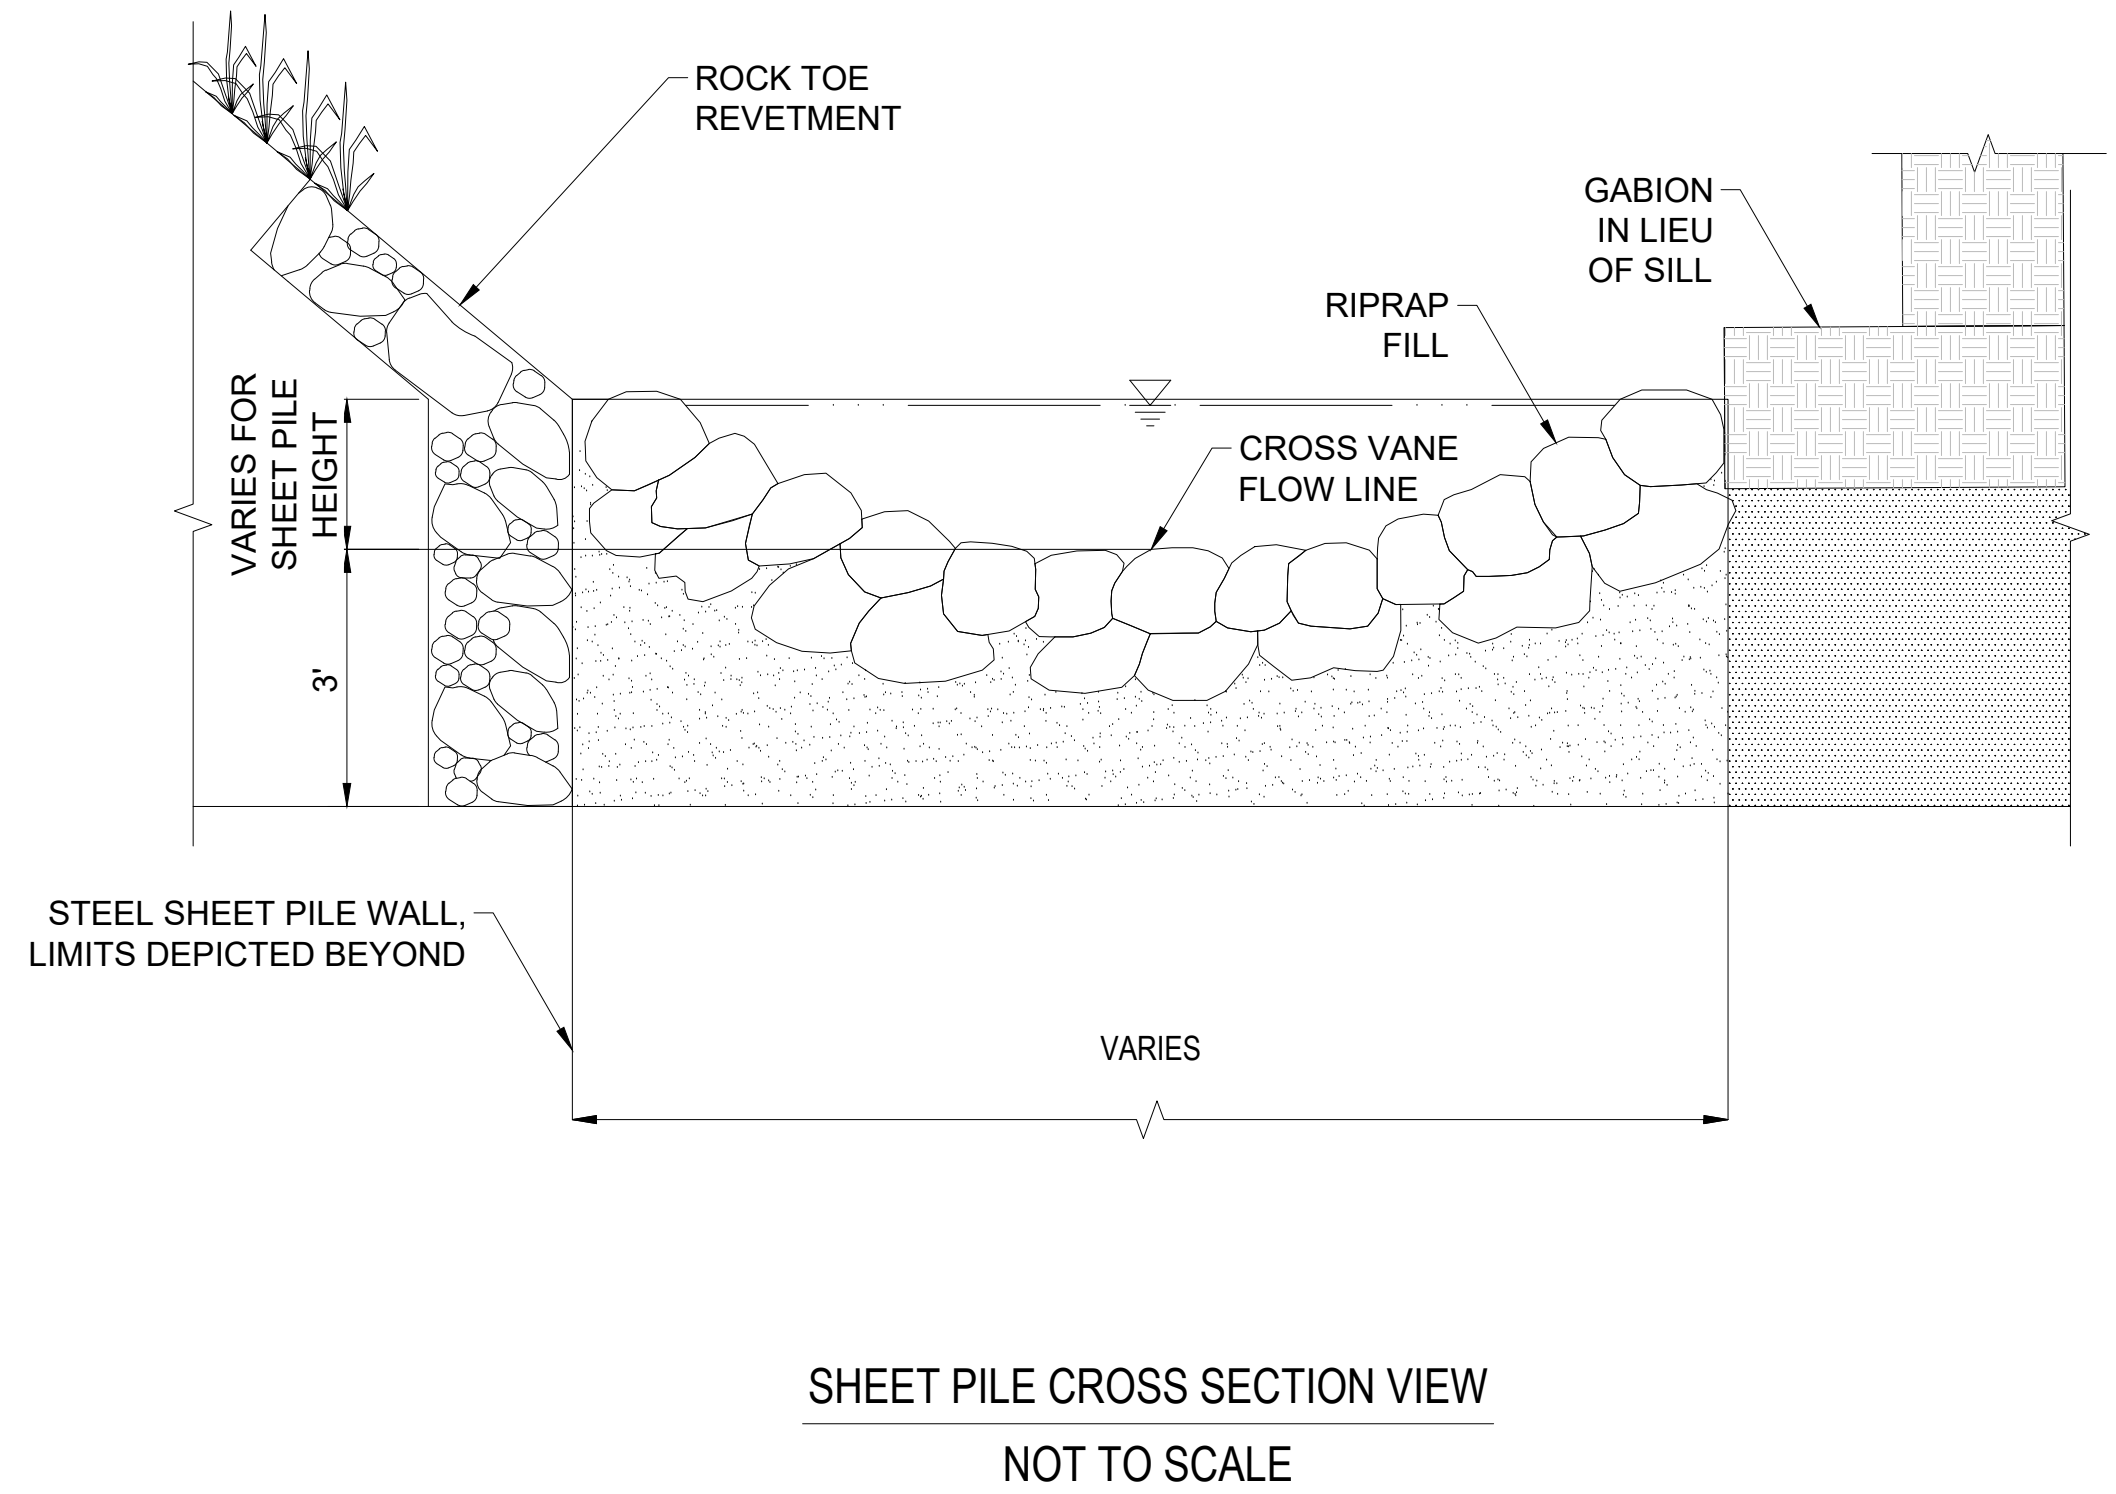 ROCK TOE
REVETMENT
GABION
IN LIEU
OF SILL
RIPRAP
FILL
VARIES FOR
SHEET PILE
HEIGHT
CROSS VANE
FLOW LINE
3'
STEEL SHEET PILE WALL,
LIMITS DEPICTED BEYOND
VARIES
SHEET PILE CROSS SECTION VIEW
NOT TO SCALE